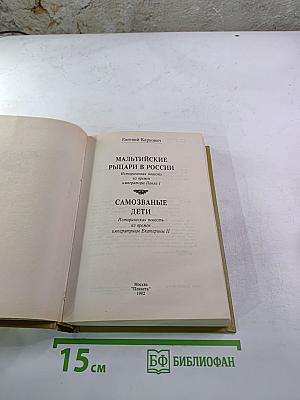 Евгений Карнович
МАЛЬТИЙСКИЕ
РЫЦАРИ В РОССИИ
Историческая повесть
из времен
императора Павла I
САМОЗВАНЫЕ
ДЕТИ
Историческая повесть
из времен
императрицы Екатерины II
Москва
"Планета"
1992
15 см
БФ БИБЛИОФАН